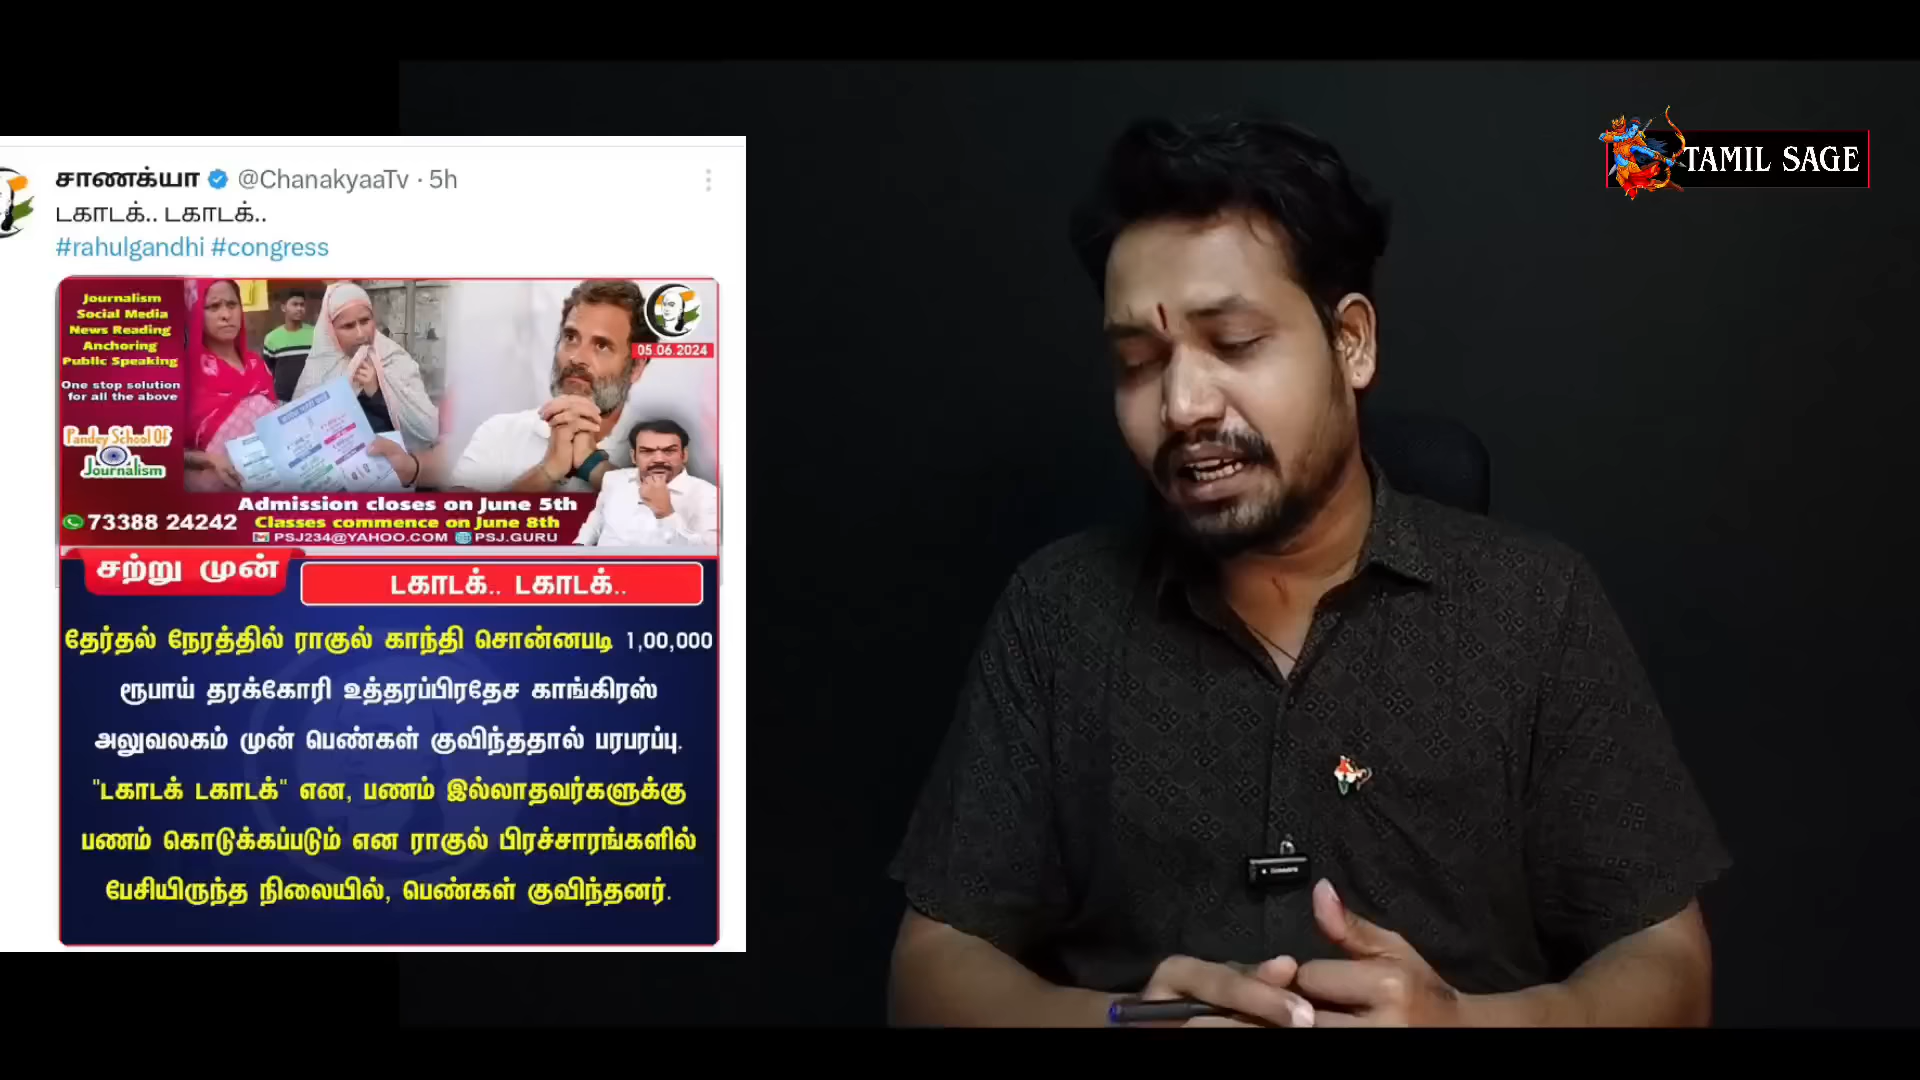 சாணக்யா @ChanakyaaTv · 5h
டகாடக்.. டகாடக்..
#rahulgandhi #congress
Journalism
Social Media
News Reading
Anchoring
Public Speaking
One stop solution
for all the above
Pandey School Of
Journalism
05.06.2024
Admission closes on June 5th
73388 24242
Classes commence on June 8th
PSJ234@YAHOO.COM PSJ.GURU
சற்று முன்
டகாடக்.. டகாடக்..
தேர்தல் நேரத்தில் ராகுல் காந்தி சொன்னபடி 1,00,000
ரூபாய் தரக்கோரி உத்தரப்பிரதேச காங்கிரஸ்
அலுவலகம் முன் பெண்கள் குவிந்ததால் பரபரப்பு.
"டகாடக் டகாடக்" என, பணம் இல்லாதவர்களுக்கு
பணம் கொடுக்கப்படும் என ராகுல் பிரச்சாரங்களில்
பேசியிருந்த நிலையில், பெண்கள் குவிந்தனர்.
TAMIL SAGE